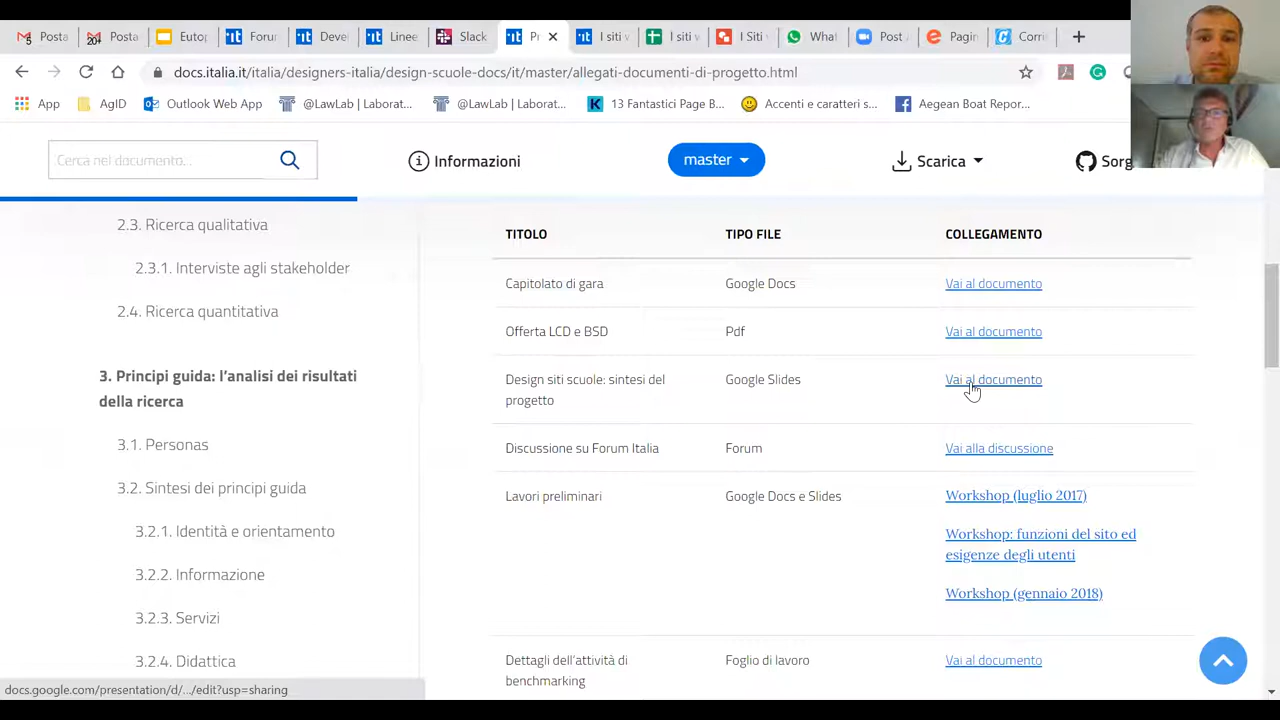 Posta
Posta
Eutop
Foru
Deve
Linee
Slack
Pr
I siti
I siti v
I Siti
What
Post
Pagin
Corri
docs.italia.it/italia/designers-italia/design-scuole-docs/it/master/allegati-documenti-di-progetto.html
App
AgID
Outlook Web App
@LawLab | Laborat...
@LawLab | Laborat...
13 Fantastici Page B...
Accenti e caratteri s...
Aegean Boat Repor...
Cerca nel documento..
Informazioni
master
Scarica
Sorg
2.3. Ricerca qualitativa
2.3.1. Interviste agli stakeholder
2.4. Ricerca quantitativa
3. Principi guida: l'analisi dei risultati
della ricerca
3.1. Personas
3.2. Sintesi dei principi guida
3.2.1. Identità e orientamento
3.2.2. Informazione
3.2.3. Servizi
3.2.4. Didattica
TITOLO TIPO FILE COLLEGAMENTO
Capitolato di gara Google Docs Vai al documento
Offerta LCD e BSD Pdf Vai al documento
Design siti scuole: sintesi del Google Slides Vai al documento
progetto
Discussione su Forum Italia Forum Vai alla discussione
Lavori preliminari Google Docs e Slides Workshop (luglio 2017)
Workshop: funzioni del sito ed
esigenze degli utenti
Workshop (gennaio 2018)
Dettagli dell'attività di Foglio di lavoro Vai al documento
benchmarking
docs.google.com/presentation/d/.../edit?usp=sharing